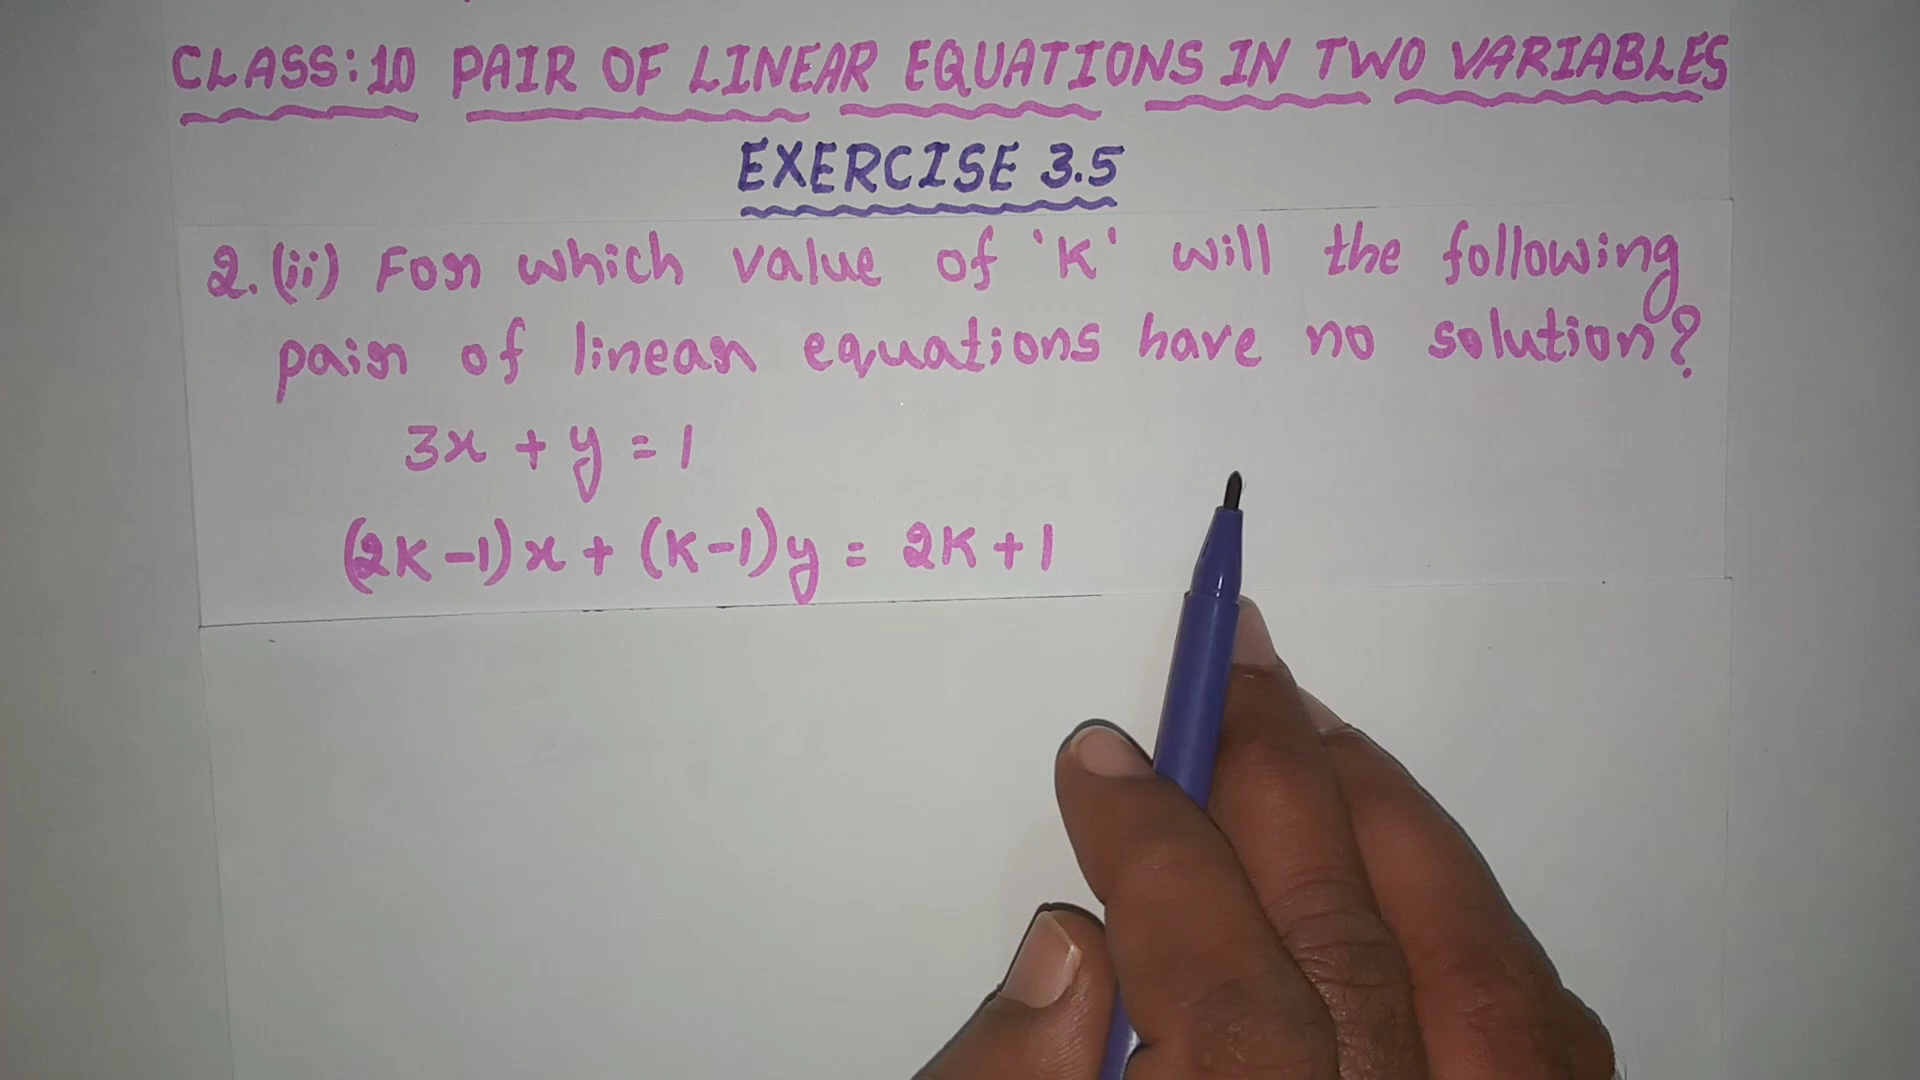 CLASS:10 PAIR OF LINEAR EQUATIONS IN TWO VARIABLES
EXERCISE 3.5
2.(ii) For which value of 'K' will the following
pair of linear equations have no solution?
3x + y = 1
(2K-1)x + (K-1)y = 2K+1